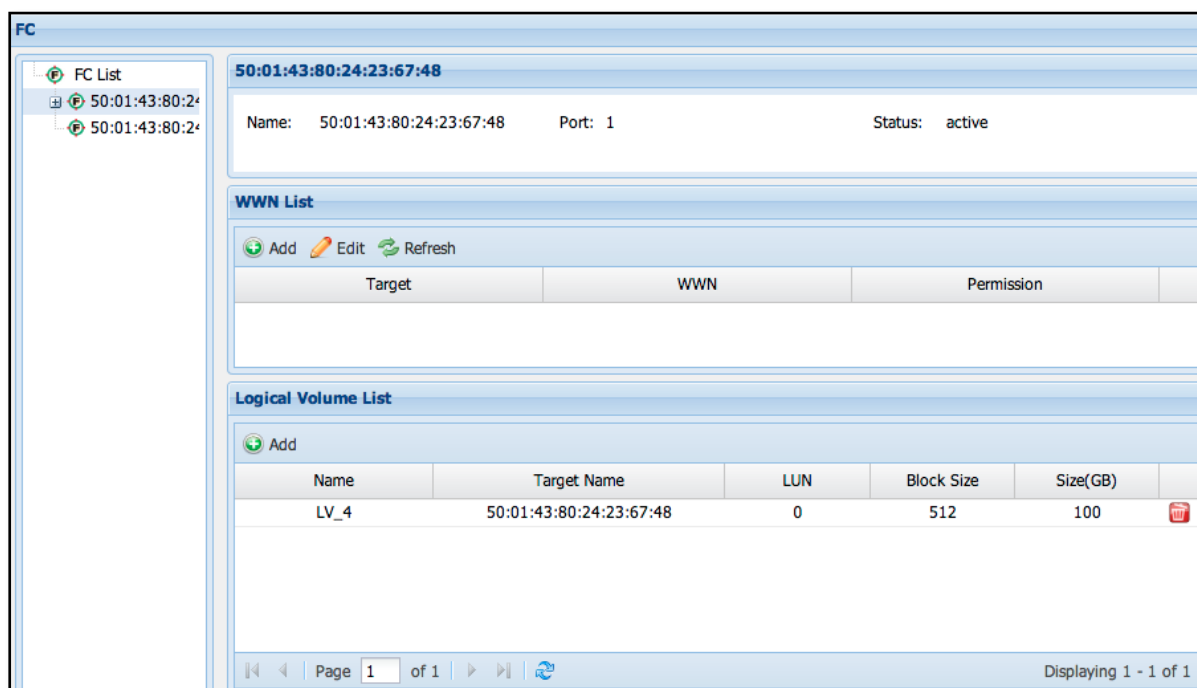 FC
FC List
50:01:43:80:24
50:01:43:80:24
50:01:43:80:24:23:67:48
Name: 50:01:43:80:24:23:67:48 Port: 1 Status: active
WWN List
Add Edit Refresh
Target WWN Permission
Logical Volume List
Add
Name Target Name LUN Block Size Size(GB)
LV_4 50:01:43:80:24:23:67:48 0 512 100
Page 1 of 1 Displaying 1 - 1 of 1